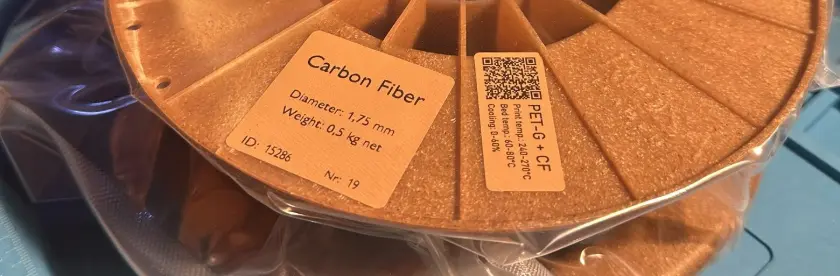 Carbon Fiber
Diameter: 1,75 mm
Weight: 0,5 kg net
ID: 15286
Nr: 19
PET-G + CF
Print temp.: 240-270°C
Bed temp.: 60-80°C
Cooling: 0-60%